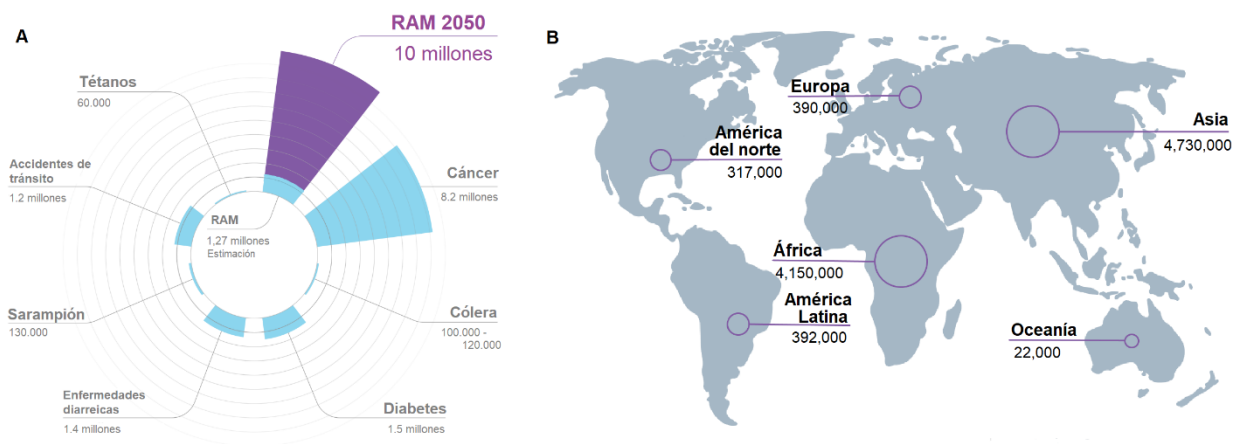 A
RAM 2050
10 millones
Tétanos
60.000
Accidentes de
tránsito
1.2 millones
Cáncer
8.2 millones
RAM
1,27 millones
Estimación
Sarampión
130.000
Cólera
100.000 -
120.000
Enfermedades
diarreicas
1.4 millones
Diabetes
1.5 millones
B
Europa
390,000
América
del norte
317,000
Asia
4,730,000
África
4,150,000
América
Latina
392,000
Oceanía
22,000